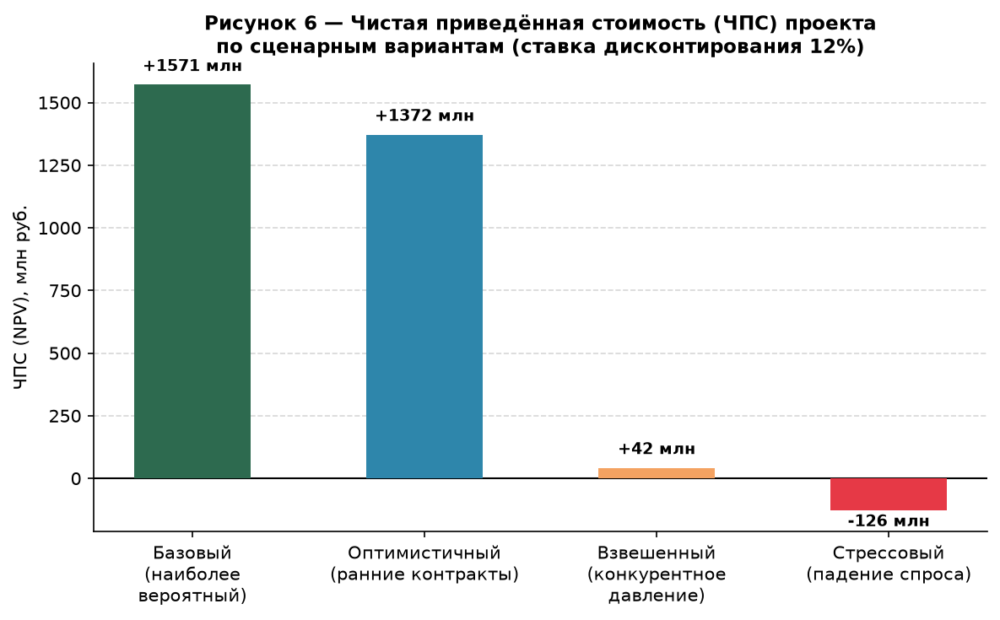 Рисунок 6 — Чистая приведённая стоимость (ЧПС) проекта
по сценарным вариантам (ставка дисконтирования 12%)
+1571 млн
+1372 млн
+42 млн
-126 млн
ЧПС (NPV), млн руб.
1500
1250
1000
750
500
250
0
Базовый
(наиболее
вероятный)
Оптимистичный
(ранние контракты)
Взвешенный
(конкурентное
давление)
Стрессовый
(падение спроса)